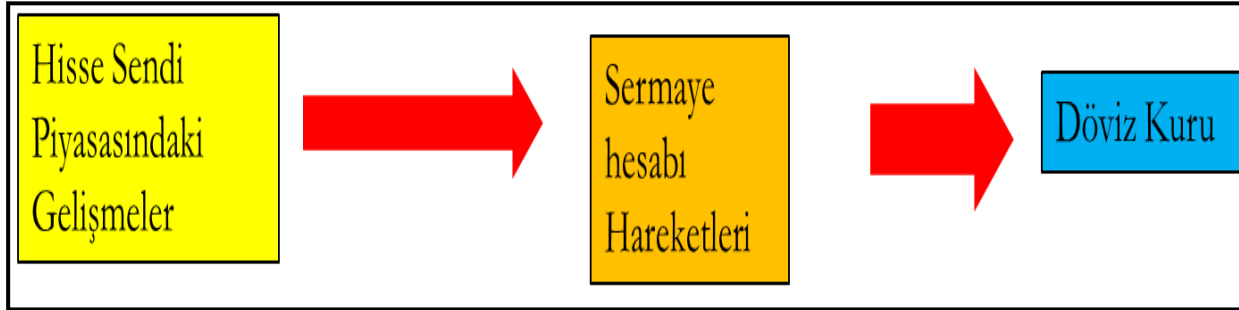 Hisse Sendi
Piyasasındaki
Gelişmeler
Sermaye
hesabı
Hareketleri
Döviz Kuru